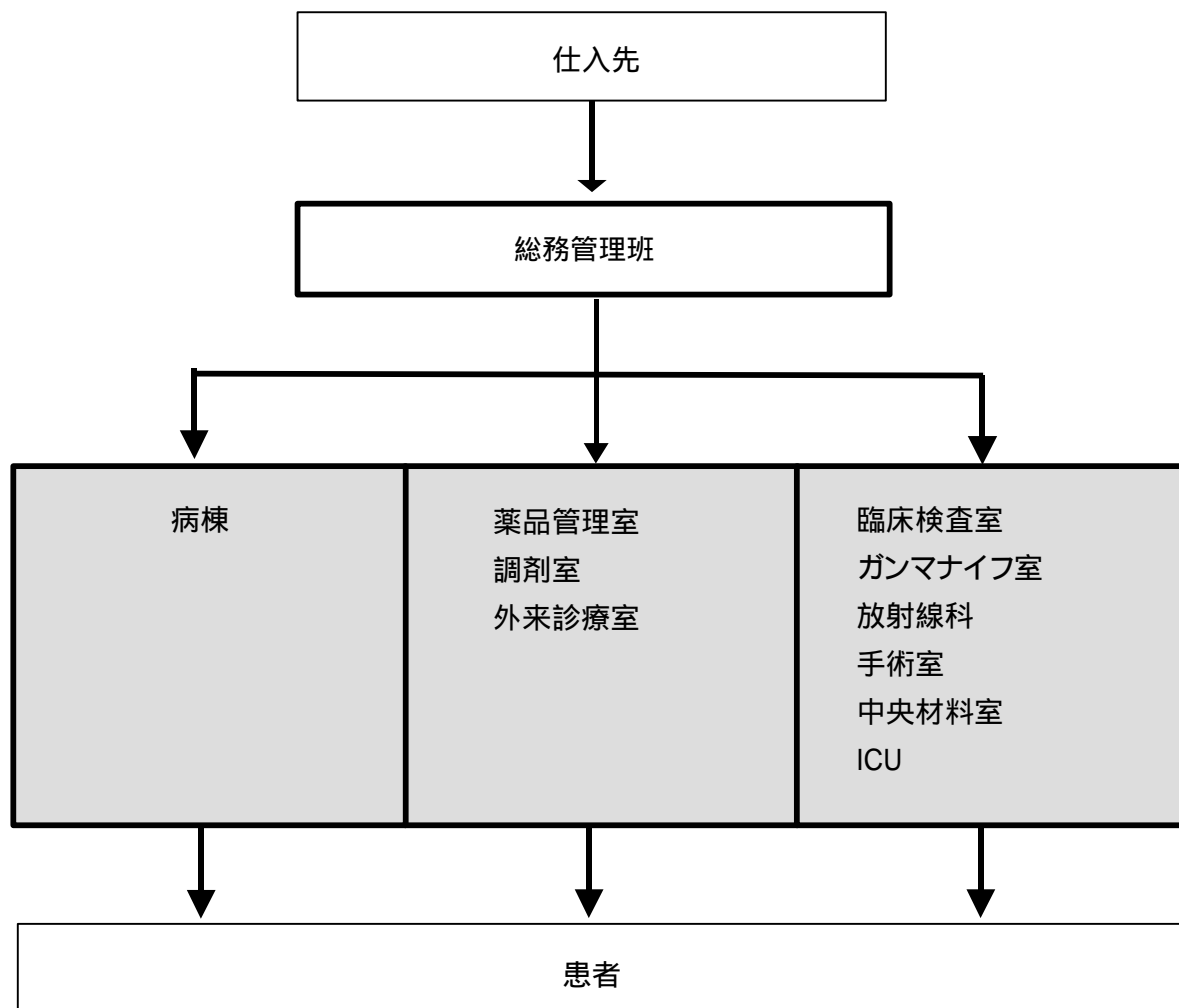 仕入先
総務管理班
病棟
薬品管理室
調剤室
外来診療室
臨床検査室
ガンマナイフ室
放射線科
手術室
中央材料室
ICU
患者